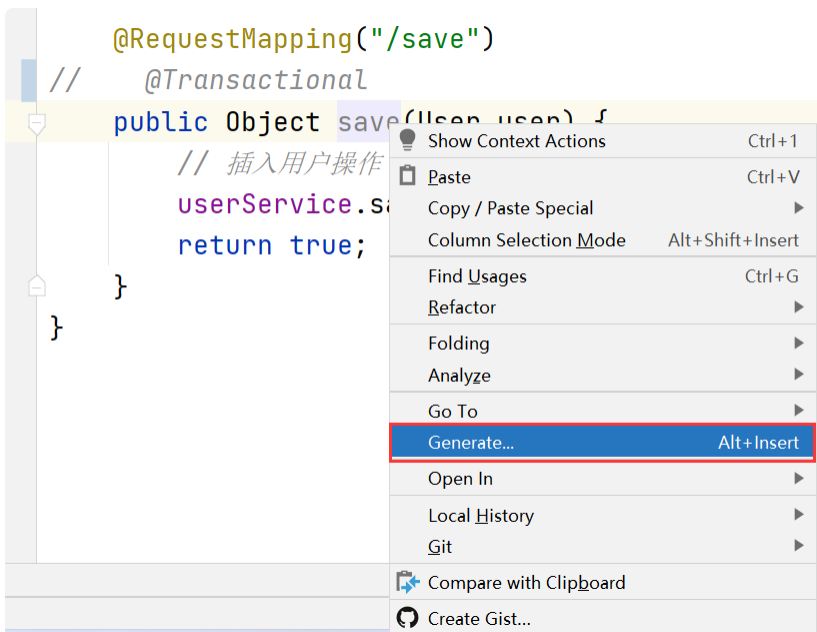 @RequestMapping("/save")
// @Transactional
public Object save(User user) {
// 插入用户操作
userService.sa
return true;
}
}
Show Context Actions Ctrl+1
Paste Ctrl+V
Copy / Paste Special
Column Selection Mode Alt+Shift+Insert
Find Usages Ctrl+G
Refactor
Folding
Analyze
Go To
Generate... Alt+Insert
Open In
Local History
Git
Compare with Clipboard
Create Gist...